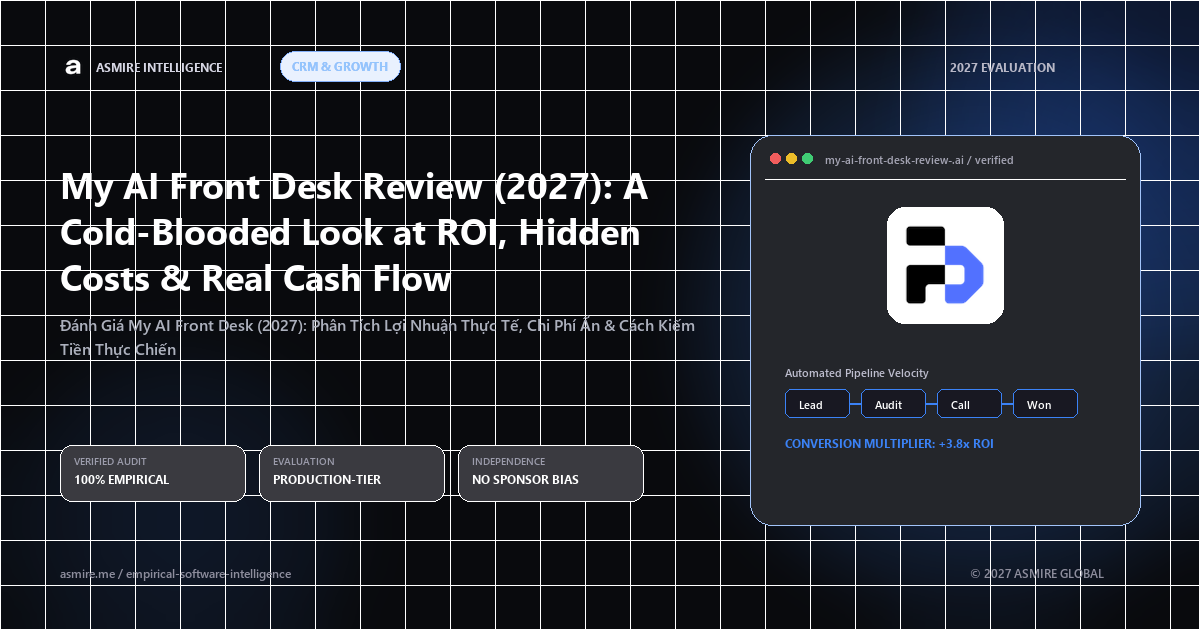 a ASMIRE INTELLIGENCE
CRM & GROWTH
2027 EVALUATION
My AI Front Desk Review (2027): A
Cold-Blooded Look at ROI, Hidden
Costs & Real Cash Flow
Đánh Giá My AI Front Desk (2027): Phân Tích Lợi Nhuận Thực Tế, Chi Phí Ẩn & Cách Kiếm
Tiền Thực Chiến
VERIFIED AUDIT
100% EMPIRICAL
EVALUATION
PRODUCTION-TIER
INDEPENDENCE
NO SPONSOR BIAS
my-ai-front-desk-review-.ai / verified
Automated Pipeline Velocity
Lead Audit Call Won
CONVERSION MULTIPLIER: +3.8x ROI
asmire.me / empirical-software-intelligence
© 2027 ASMIRE GLOBAL